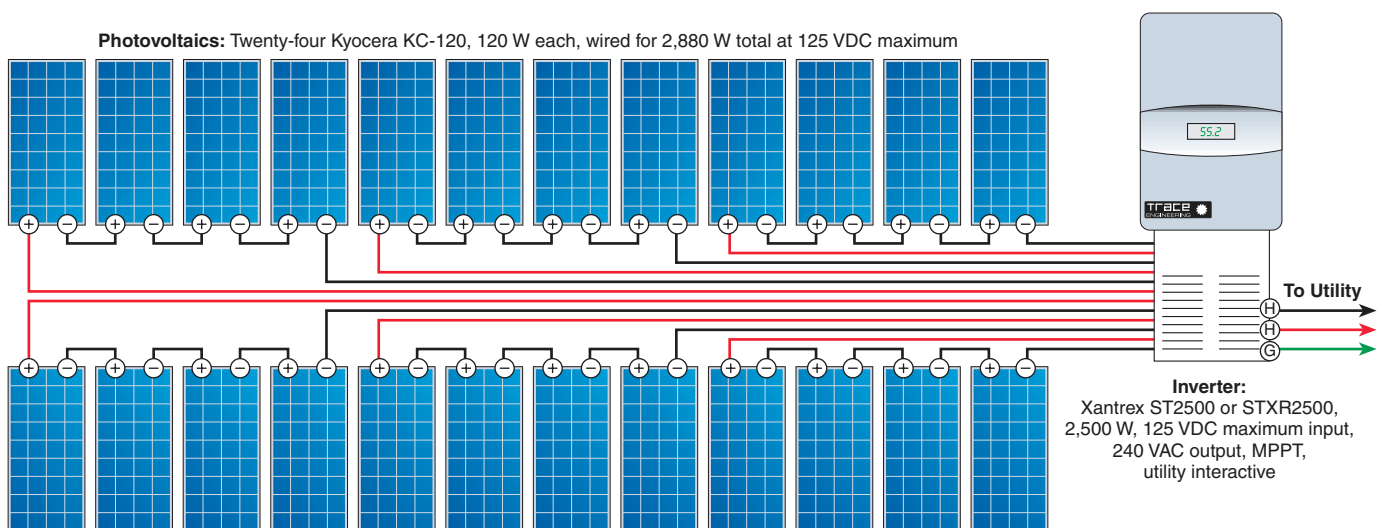 Photovoltaics: Twenty-four Kyocera KC-120, 120 W each, wired for 2,880 W total at 125 VDC maximum
55.2
+ − + − + − + − + − + − + − + − + − + − + − + −
TRACE
ENGINEERING
To Utility
H
H
G
+ − + − + − + − + − + − + − + − + − + − + − + −
Inverter:
Xantrex ST2500 or STXR2500,
2,500 W, 125 VDC maximum input,
240 VAC output, MPPT,
utility interactive